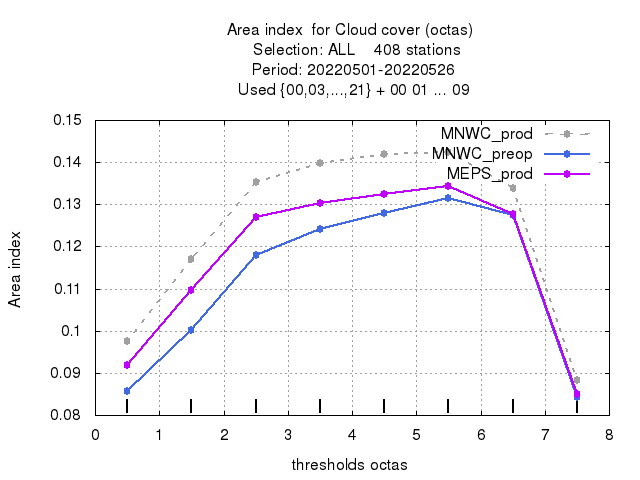 Area index  for Cloud cover (octas)
Selection: ALL    408 stations
Period: 20220501-20220526
Used {00,03,...,21} + 00 01 ... 09
MNWC_prod
MNWC_preop
MEPS_prod
Area index
0.15
0.14
0.13
0.12
0.11
0.1
0.09
0.08
0 1 2 3 4 5 6 7 8
thresholds octas